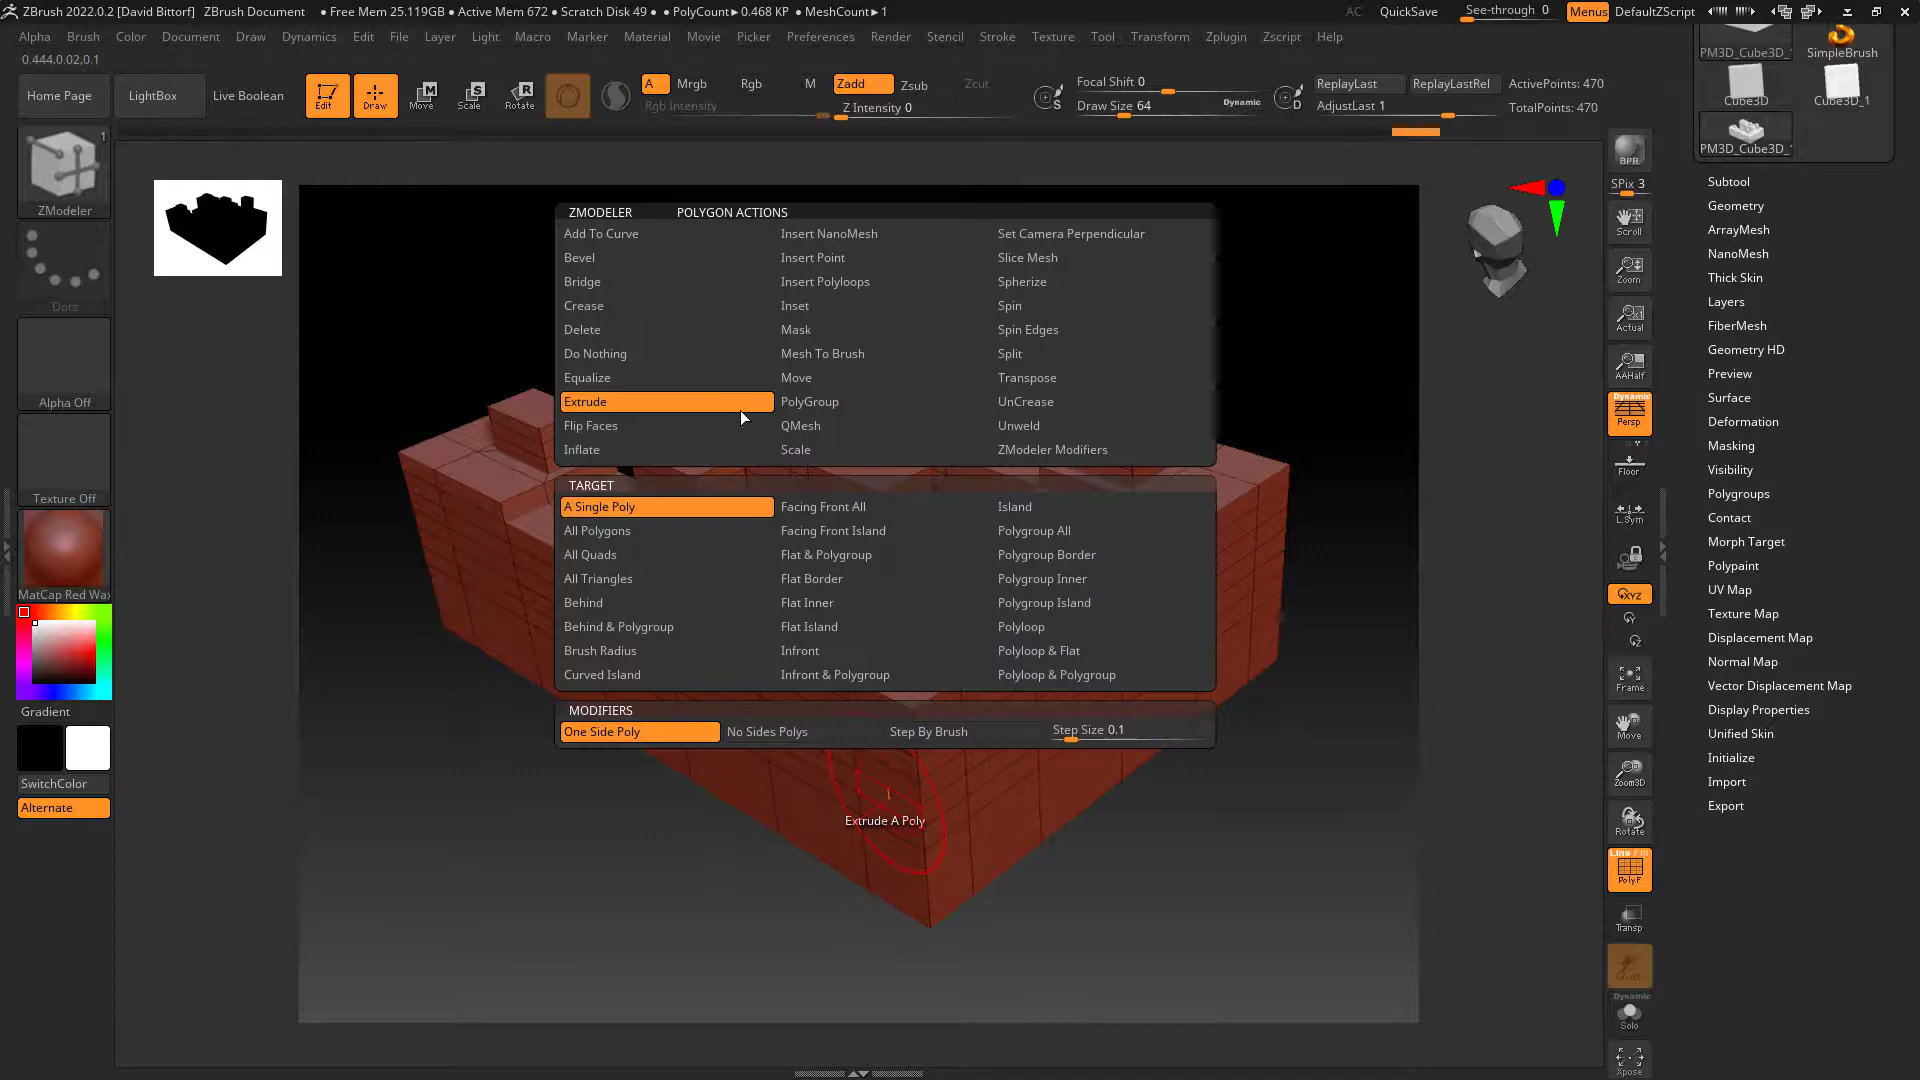 ZBrush 2022.0.2 [David Bittorf] ZBrush Document • Free Mem 25.119GB • Active Mem 672 • Scratch Disk 49 • PolyCount►0.468 KP • MeshCount►1 AC QuickSave See-through 0 Menus DefaultZScript
Alpha Brush Color Document Draw Dynamics Edit File Layer Light Macro Marker Material Movie Picker Preferences Render Stencil Stroke Texture Tool Transform Zplugin Zscript Help
0.444,0.02,0.1
Home Page LightBox Live Boolean Edit Draw Move Scale Rotate
A Mrgb Rgb M Zadd Zsub Zcut
Rgb Intensity Z Intensity 0
Focal Shift 0
Draw Size 64 Dynamic
S D
ReplayLast ReplayLastRel ActivePoints: 470
AdjustLast 1 TotalPoints: 470
1
ZModeler
Dots
Alpha Off
Texture Off
MatCap Red Wax
Gradient
SwitchColor
Alternate
ZMODELER POLYGON ACTIONS
Add To Curve Insert NanoMesh Set Camera Perpendicular
Bevel Insert Point Slice Mesh
Bridge Insert Polyloops Spherize
Crease Inset Spin
Delete Mask Spin Edges
Do Nothing Mesh To Brush Split
Equalize Move Transpose
Extrude PolyGroup UnCrease
Flip Faces QMesh Unweld
Inflate Scale ZModeler Modifiers
TARGET
A Single Poly Facing Front All Island
All Polygons Facing Front Island Polygroup All
All Quads Flat & Polygroup Polygroup Border
All Triangles Flat Border Polygroup Inner
Behind Flat Inner Polygroup Island
Behind & Polygroup Flat Island Polyloop
Brush Radius Infront Polyloop & Flat
Curved Island Infront & Polygroup Polyloop & Polygroup
MODIFIERS
One Side Poly No Sides Polys Step By Brush Step Size 0.1
Extrude A Poly
BPR
SPix 3
Scroll
Zoom
Actual
AAHalf
Dynamic
Persp
Floor
L.Sym
XYZ
Frame
Move
Zoom3D
Rotate
Line Fill
PolyF
Transp
Ghost
Dynamic
Solo
Xpose
PM3D_Cube3D_1 SimpleBrush
Cube3D Cube3D_1
PM3D_Cube3D_1
Subtool
Geometry
ArrayMesh
NanoMesh
Thick Skin
Layers
FiberMesh
Geometry HD
Preview
Surface
Deformation
Masking
Visibility
Polygroups
Contact
Morph Target
Polypaint
UV Map
Texture Map
Displacement Map
Normal Map
Vector Displacement Map
Display Properties
Unified Skin
Initialize
Import
Export